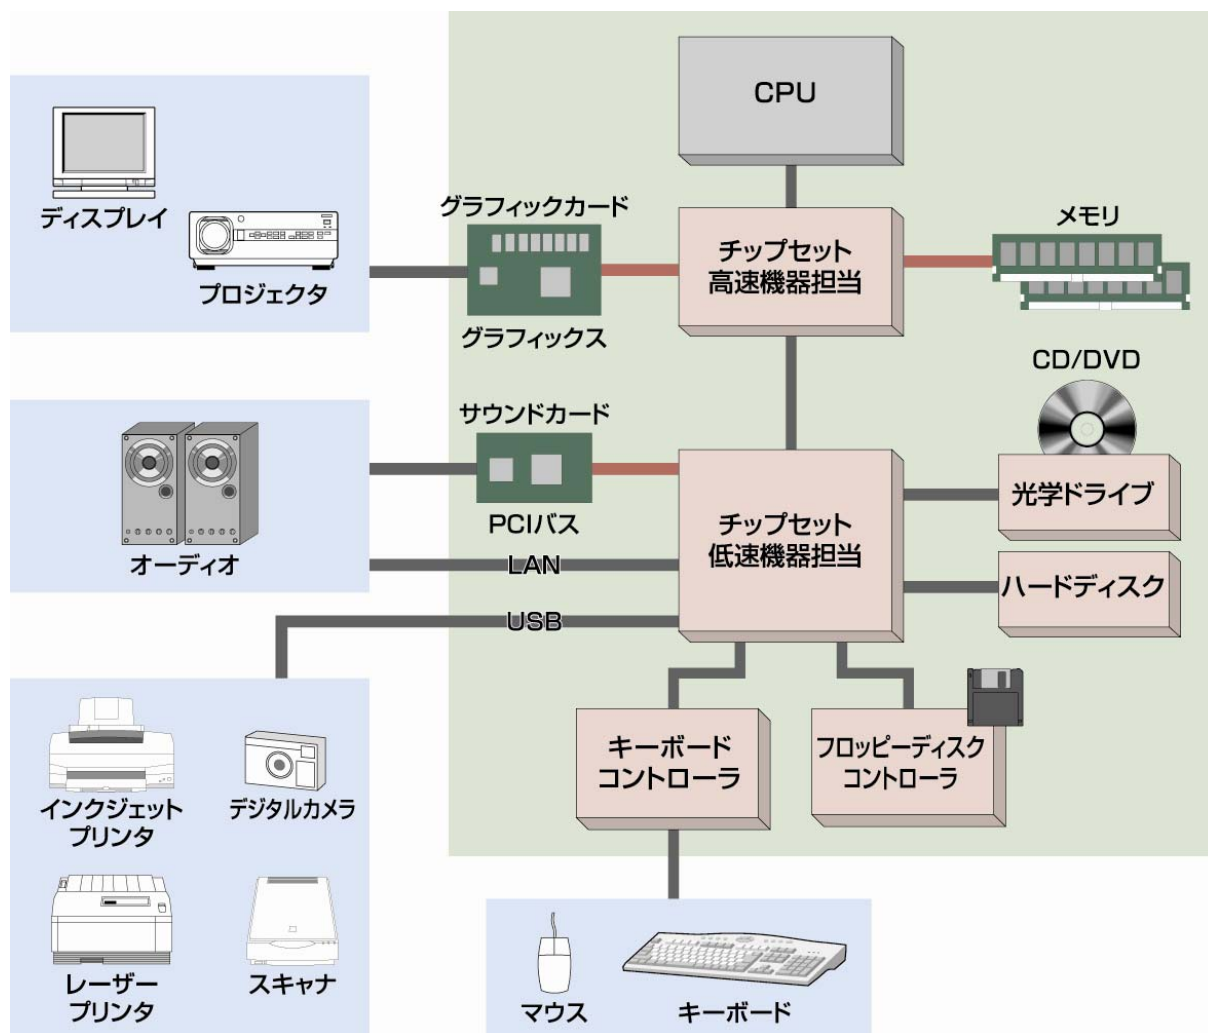 CPU
ディスプレイ
プロジェクタ
グラフィックカード
グラフィックス
チップセット
高速機器担当
メモリ
CD/DVD
サウンドカード
PCIバス
オーディオ
LAN
USB
チップセット
低速機器担当
光学ドライブ
ハードディスク
キーボード
コントローラ
フロッピーディスク
コントローラ
インクジェット
プリンタ
デジタルカメラ
レーザー
プリンタ
スキャナ
マウス
キーボード